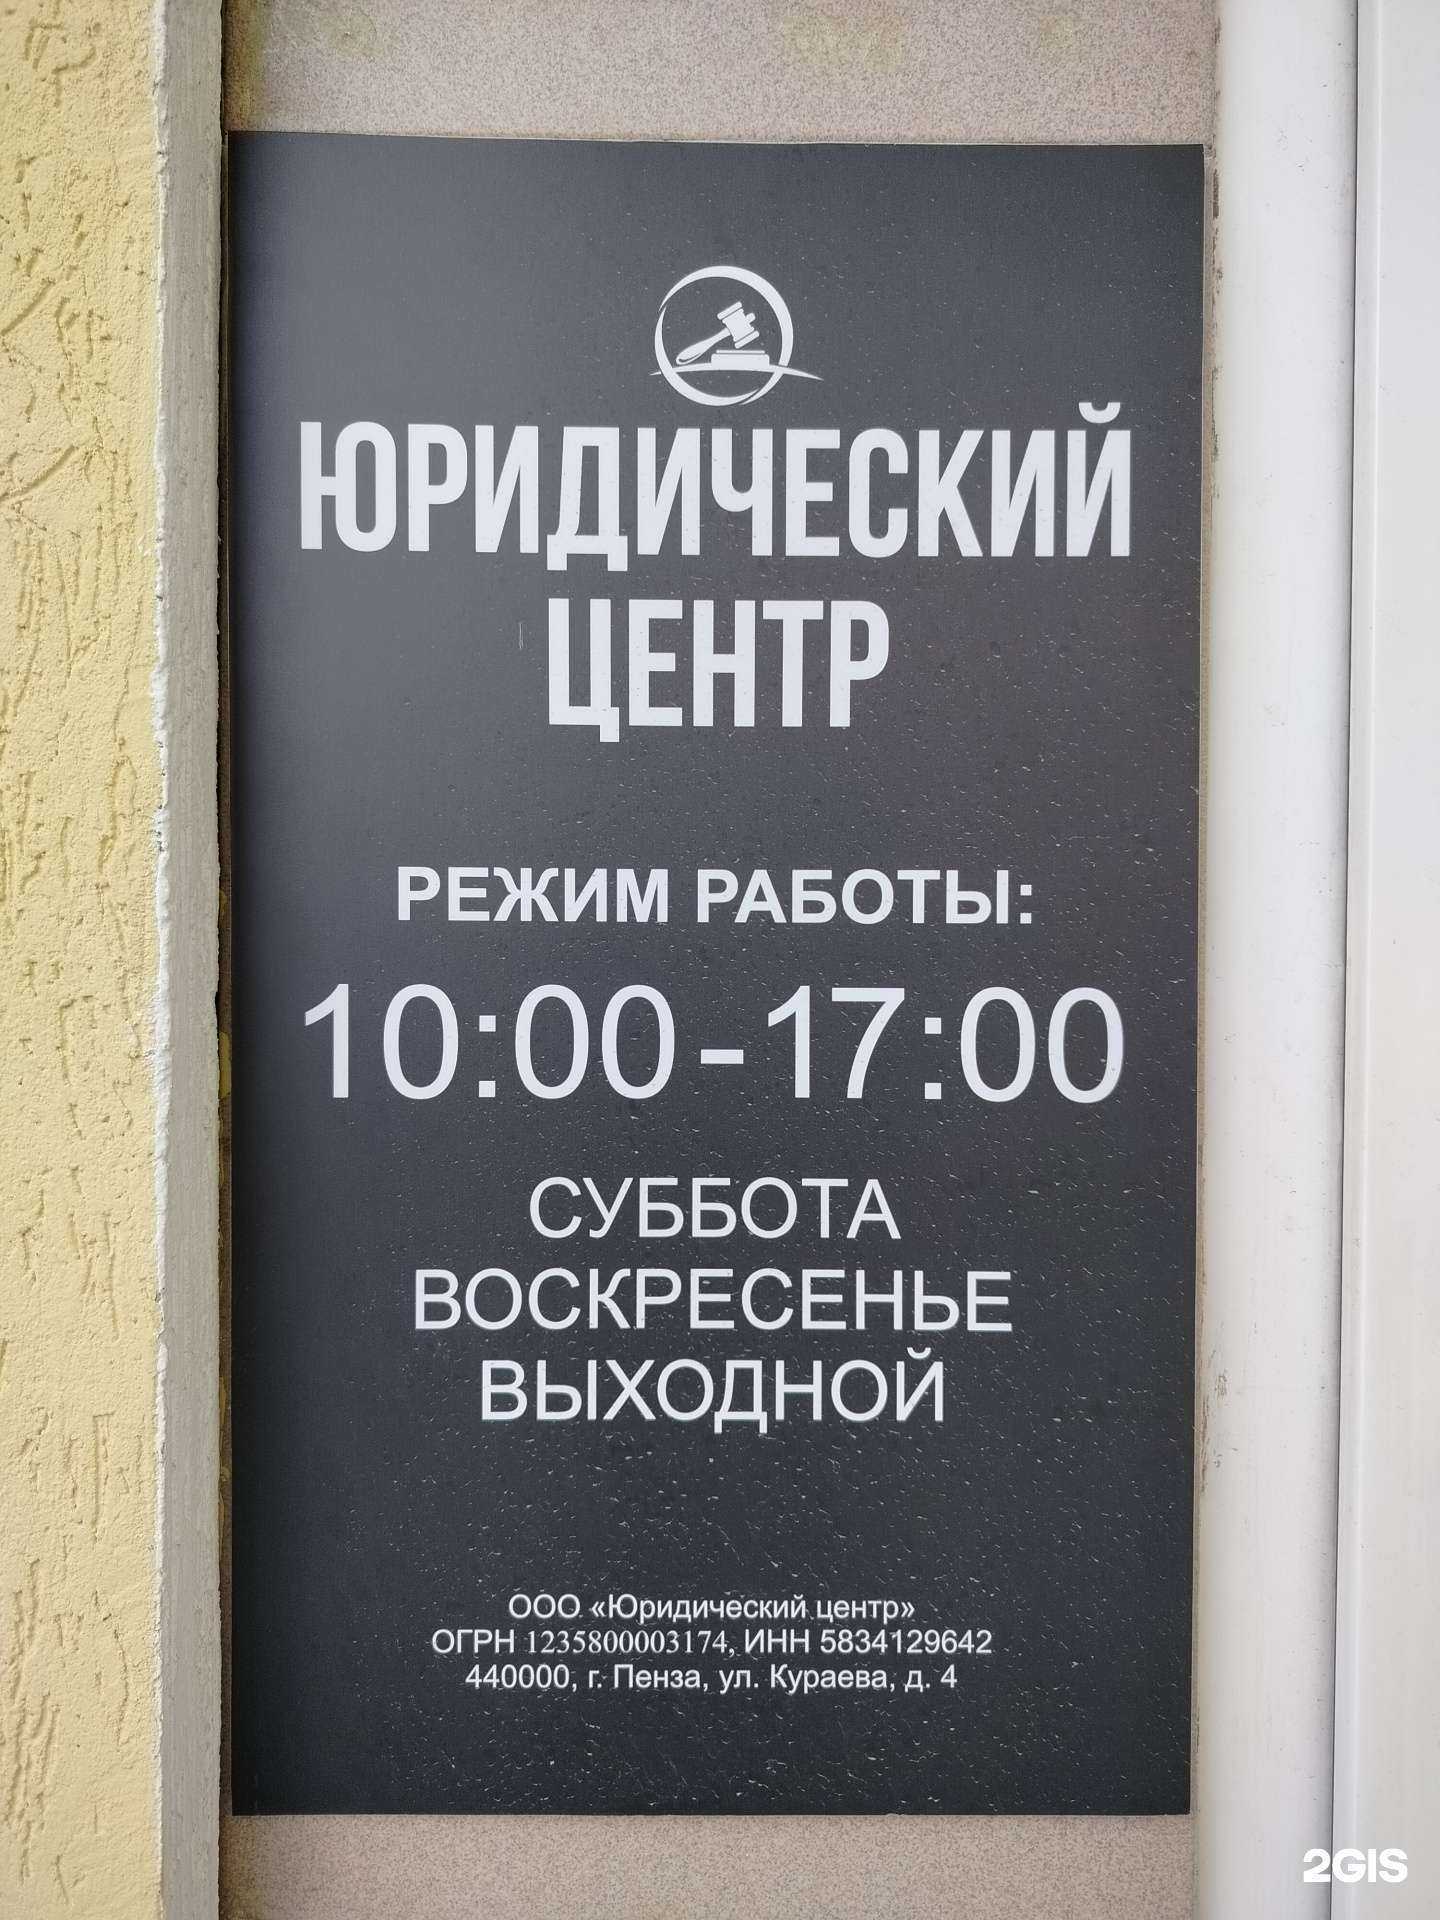 ЮРИДИЧЕСКИЙ
ЦЕНТР
РЕЖИМ РАБОТЫ:
10:00-17:00
СУББОТА
ВОСКРЕСЕНЬЕ
ВЫХОДНОЙ
ООО «Юридический центр»
ОГРН 1235800003174, ИНН 5834129642
440000, г. Пенза, ул. Кураева, д. 4
2GIS